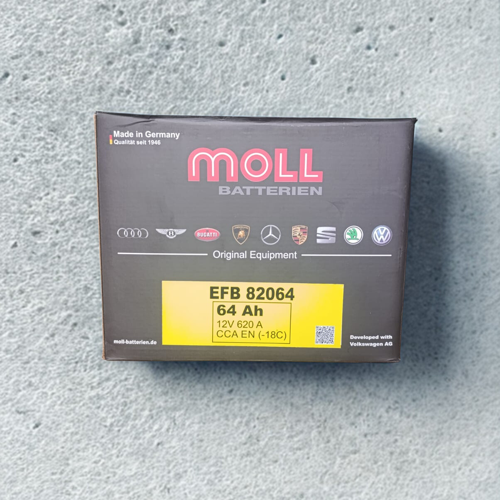 Made in Germany
Qualität seit 1946
MOLL
BATTERIEN
BUGATTI
Original Equipment
EFB 82064
64 Ah
12V 620 A
CCA EN (-18C)
moll-batterien.de
Developed with
Volkswagen AG